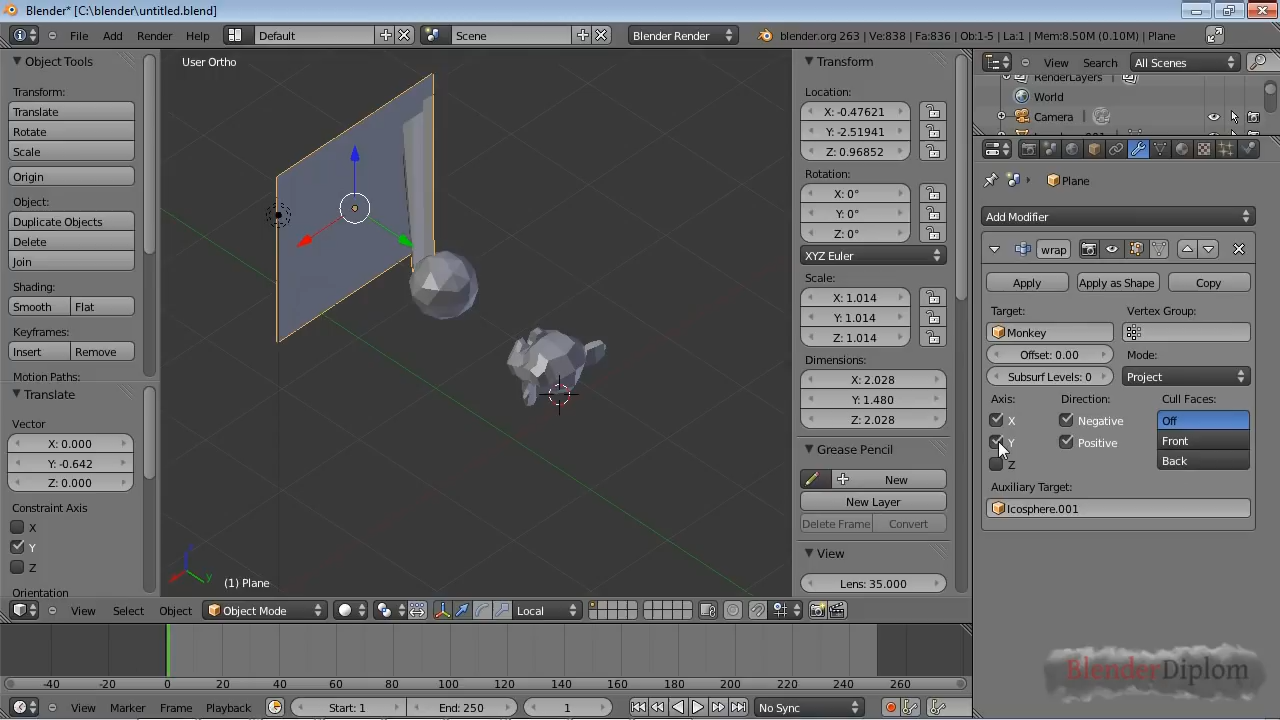 Blender* [C:\blender\untitled.blend]
File Add Render Help Default Scene Blender Render blender.org 263 | Ve:838 | Fa:836 | Ob:1-5 | La:1 | Mem:8.50M (0.10M) | Plane
Object Tools
Transform:
Translate
Rotate
Scale
Origin
Object:
Duplicate Objects
Delete
Join
Shading:
Smooth Flat
Keyframes:
Insert Remove
Motion Paths:
Translate
Vector
X: 0.000
Y: -0.642
Z: 0.000
Constraint Axis
X
Y
Z
Orientation
User Ortho
(1) Plane
Transform
Location:
X: -0.47621
Y: -2.51941
Z: 0.96852
Rotation:
X: 0°
Y: 0°
Z: 0°
XYZ Euler
Scale:
X: 1.014
Y: 1.014
Z: 1.014
Dimensions:
X: 2.028
Y: 1.480
Z: 2.028
Grease Pencil
New
New Layer
Delete Frame Convert
View
Lens: 35.000
View Search All Scenes
RenderLayers
World
Camera
Plane
Add Modifier
wrap
Apply Apply as Shape Copy
Target: Vertex Group:
Monkey
Offset: 0.00 Mode:
Subsurf Levels: 0 Project
Axis: Direction: Cull Faces:
X Negative Off
Y Positive Front
Z Back
Auxiliary Target:
Icosphere.001
View Select Object Object Mode Local
-40 -20 0 20 40 60 80 100 120 140 160 180 200 220 240 260
View Marker Frame Playback Start: 1 End: 250 1 No Sync
BlenderDiplom